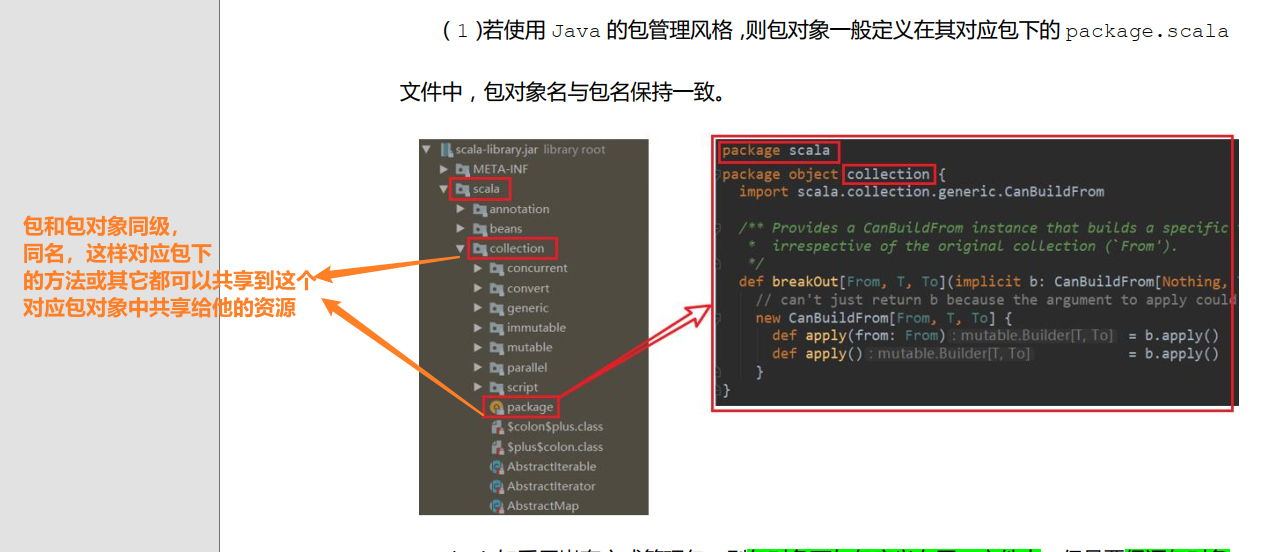 ( 1 )若使用 Java 的包管理风格 ,则包对象一般定义在其对应包下的 package.scala
文件中，包对象名与包名保持一致。
包和包对象同级，
同名，这样对应包下
的方法或其它都可以共享到这个
对应包对象中共享给他的资源
scala-library.jar library root
META-INF
scala
annotation
beans
collection
concurrent
convert
generic
immutable
mutable
parallel
script
package
$colon$plus.class
$plus$colon.class
AbstractIterable
AbstractIterator
AbstractMap
package scala
package object collection {
import scala.collection.generic.CanBuildFrom
/** Provides a CanBuildFrom instance that builds a specific
* irrespective of the original collection (`From').
*/
def breakOut[From, T, To](implicit b: CanBuildFrom[Nothing,
// can't just return b because the argument to apply could
new CanBuildFrom[From, T, To] {
def apply(from: From) : mutable.Builder[T, To] = b.apply()
def apply() : mutable.Builder[T, To] = b.apply()
}
}